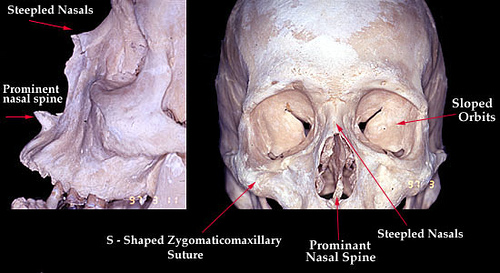 Steepled Nasals
Prominent
nasal spine
Sloped
Orbits
S - Shaped Zygomaticomaxillary
Suture
Prominant
Nasal Spine
Steepled Nasals